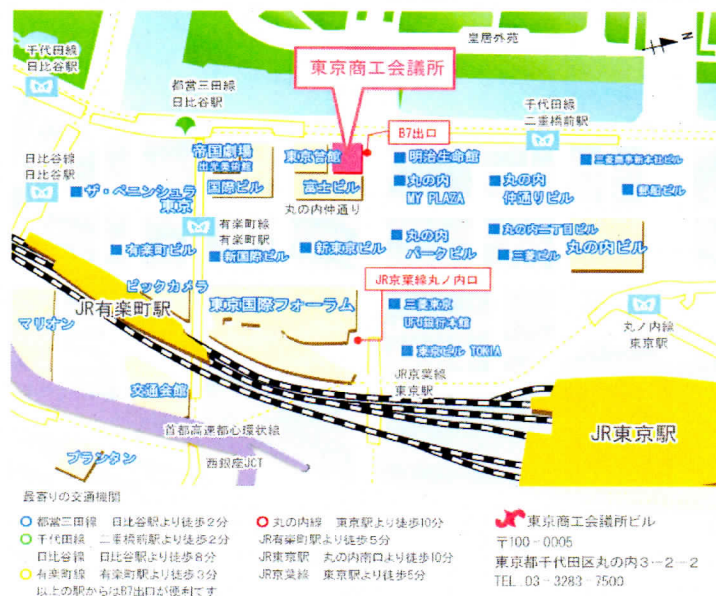 皇居外苑
N
千代田線
日比谷駅
都営三田線
日比谷駅
東京商工会議所
千代田線
二重橋前駅
B7出口
日比谷線
日比谷駅
帝国劇場
出光美術館
国際ビル
東京會舘
富士ビル
明治生命館
ザ・ペニンシュラ
東京
丸の内
MY PLAZA
丸の内
仲通りビル
郵船ビル
丸の内仲通り
有楽町線
有楽町駅
有楽町ビル
新国際ビル
新東京ビル
丸の内
パークビル
丸の内二丁目ビル
三菱ビル
丸の内ビル
ビックカメラ
JR有楽町駅
東京国際フォーラム
JR京葉線丸ノ内口
三菱東京
UFJ銀行本館
丸ノ内線
東京駅
マリオン
東京ビル TOKIA
JR京葉線
東京駅
交通会館
首都高速都心環状線
JR東京駅
西銀座JCT
プランタン
最寄りの交通機関
都営三田線 日比谷駅より徒歩2分
千代田線 二重橋前駅より徒歩2分
日比谷線 日比谷駅より徒歩8分
有楽町線 有楽町駅より徒歩3分
以上の駅からはB7出口が便利です
丸の内線 東京駅より徒歩10分
JR有楽町駅より徒歩5分
JR東京駅 丸の内南口より徒歩10分
JR京葉線 東京駅より徒歩5分
東京商工会議所ビル
〒100-0005
東京都千代田区丸の内3-2-2
TEL.03-3283-7500